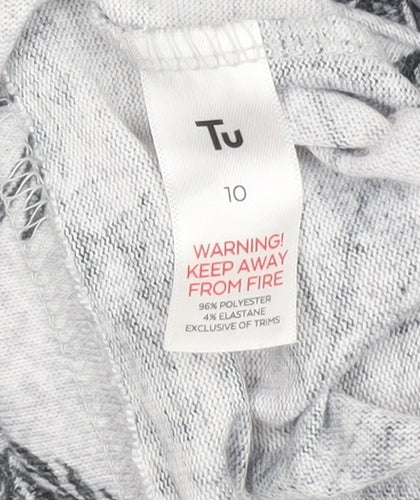 Tu
10
WARNING!
KEEP AWAY
FROM FIRE
96% POLYESTER
4% ELASTANE
EXCLUSIVE OF TRIMS